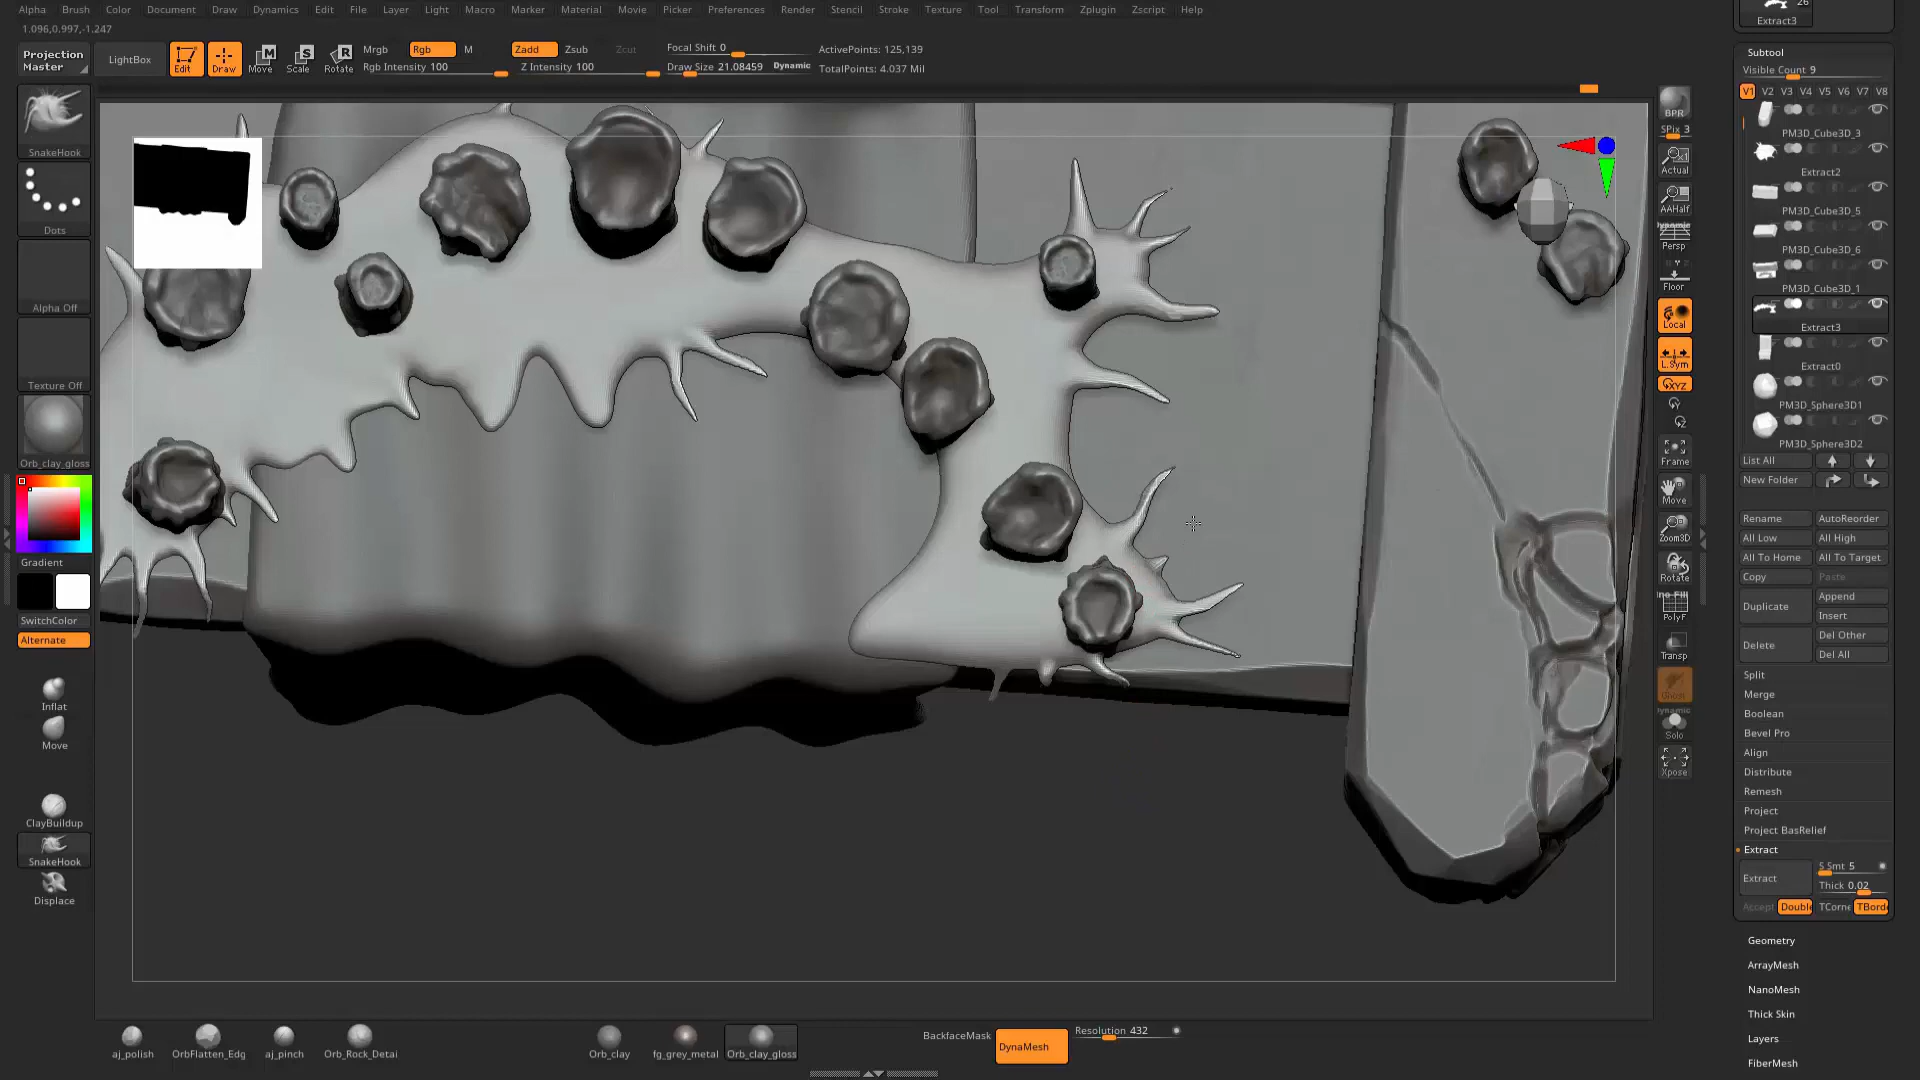 Alpha Brush Color Document Draw Dynamics Edit File Layer Light Macro Marker Material Movie Picker Preferences Render Stencil Stroke Texture Tool Transform Zplugin Zscript Help
26
Extract3
1.096,0.997,-1.247
Projection Master
LightBox
Edit Draw Move Scale Rotate
Mrgb Rgb M
Rgb Intensity 100
Zadd Zsub Zcut
Z Intensity 100
Focal Shift 0
Draw Size 21.08459 Dynamic
ActivePoints: 125,139
TotalPoints: 4.037 Mil
SnakeHook
Dots
Alpha Off
Texture Off
Orb_clay_gloss
Gradient
SwitchColor
Alternate
Inflat
Move
ClayBuildup
SnakeHook
Displace
BPR
SPix 3
Actual
AAHalf
Dynamic
Persp
Floor
Local
L.Sym
XYZ
Y
Z
Frame
Move
Zoom3D
Rotate
PolyF
Transp
Ghost
Dynamic
Solo
Xpose
Subtool
Visible Count 9
V1 V2 V3 V4 V5 V6 V7 V8
PM3D_Cube3D_3
Extract2
PM3D_Cube3D_5
PM3D_Cube3D_6
PM3D_Cube3D_1
Extract3
Extract0
PM3D_Sphere3D1
PM3D_Sphere3D2
List All
New Folder
Rename AutoReorder
All Low All High
All To Home All To Target
Copy Paste
Duplicate Append
Insert
Delete Del Other
Del All
Split
Merge
Boolean
Bevel Pro
Align
Distribute
Remesh
Project
Project BasRelief
Extract
Extract
S Smt 5
Thick 0.02
Accept Double TCorne TBorde
Geometry
ArrayMesh
NanoMesh
Thick Skin
Layers
FiberMesh
aj_polish OrbFlatten_Edg aj_pinch Orb_Rock_Detai
Orb_clay fg_grey_metal Orb_clay_gloss
BackfaceMask
DynaMesh
Resolution 432